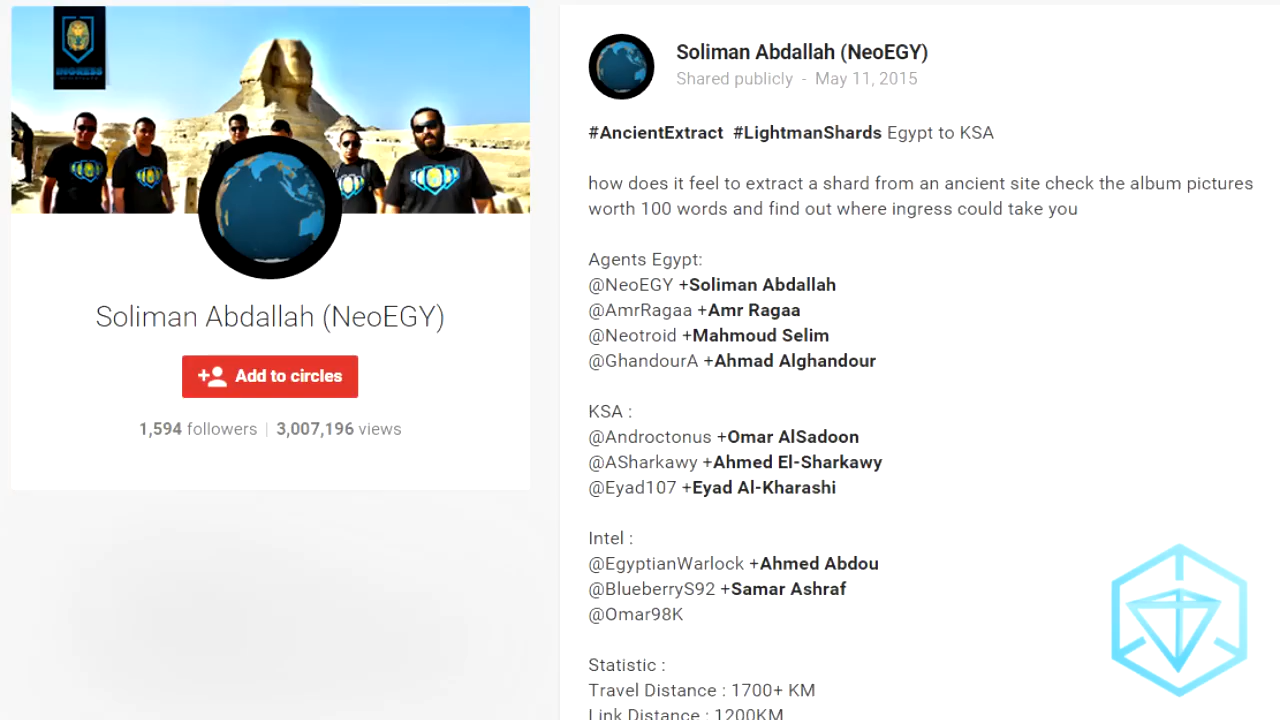 INGRESS
Soliman Abdallah (NeoEGY)
Add to circles
1,594 followers | 3,007,196 views
Soliman Abdallah (NeoEGY)
Shared publicly - May 11, 2015
#AncientExtract #LightmanShards Egypt to KSA
how does it feel to extract a shard from an ancient site check the album pictures
worth 100 words and find out where ingress could take you
Agents Egypt:
@NeoEGY +Soliman Abdallah
@AmrRagaa +Amr Ragaa
@Neotroid +Mahmoud Selim
@GhandourA +Ahmad Alghandour
KSA :
@Androctonus +Omar AlSadoon
@ASharkawy +Ahmed El-Sharkawy
@Eyad107 +Eyad Al-Kharashi
Intel :
@EgyptianWarlock +Ahmed Abdou
@BlueberryS92 +Samar Ashraf
@Omar98K
Statistic :
Travel Distance : 1700+ KM
Link Distance : 1200KM